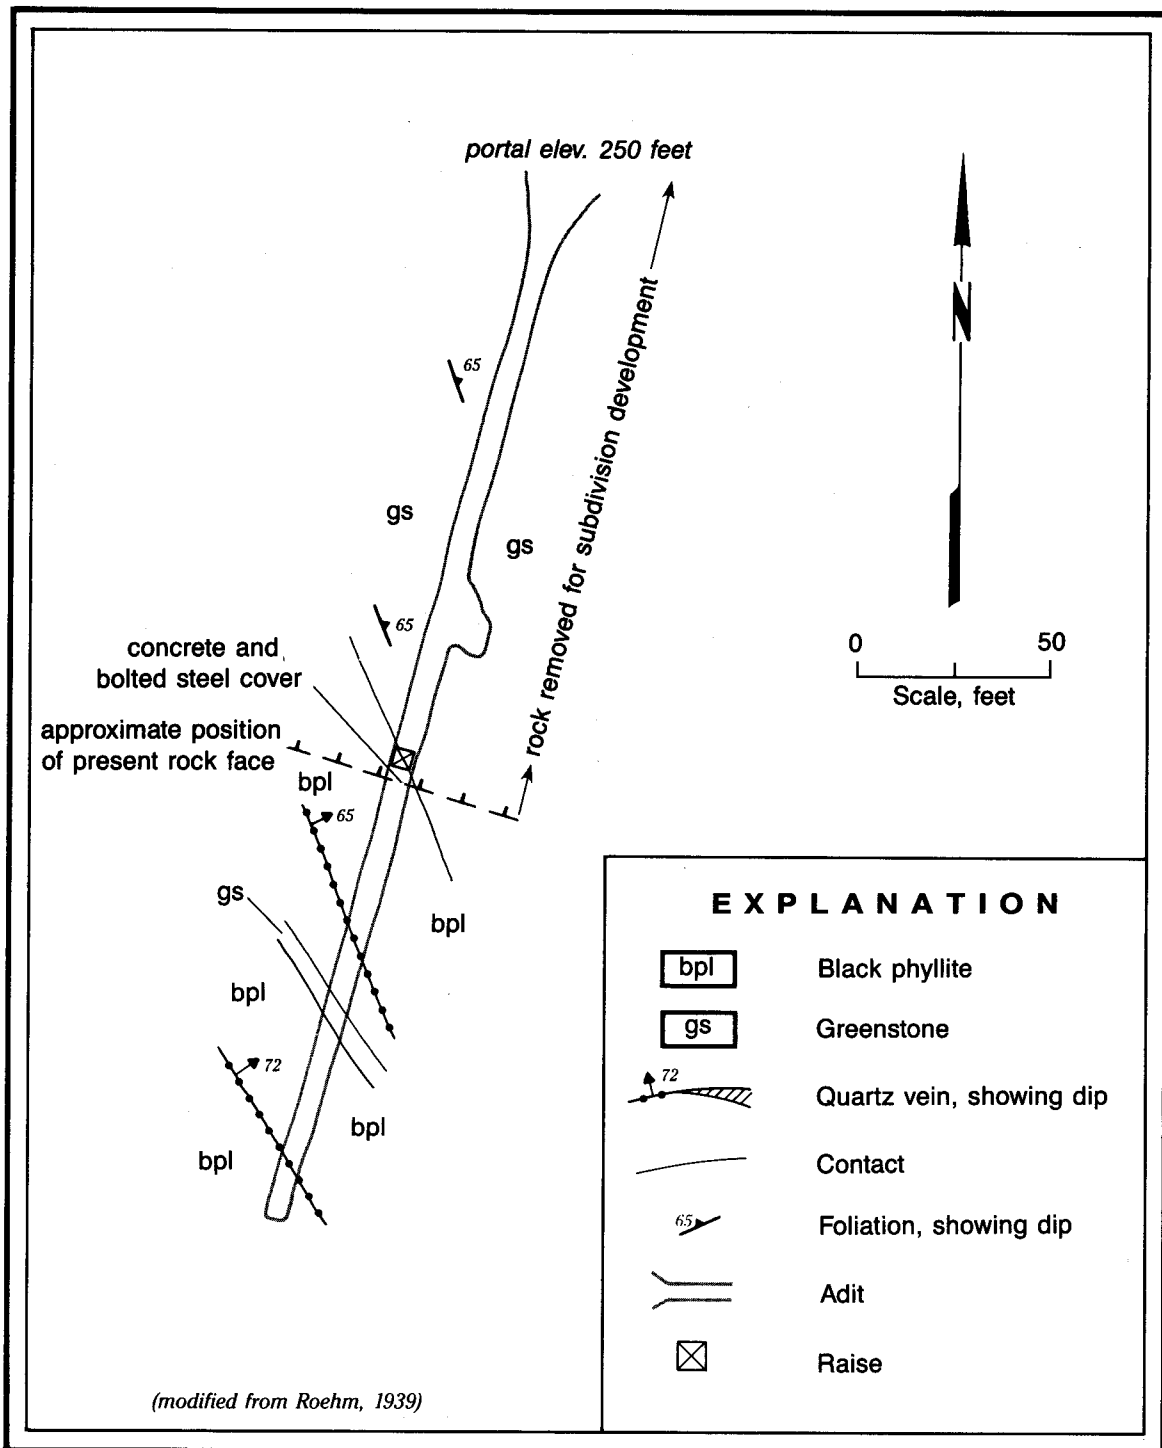 portal elev. 250 feet
65
N
gs
gs
rock removed for subdivision development
65
concrete and
bolted steel cover
0 50
Scale, feet
approximate position
of present rock face
bpl
65
gs
bpl
bpl
72
bpl
bpl
EXPLANATION
bpl Black phyllite
gs Greenstone
72 Quartz vein, showing dip
Contact
65 Foliation, showing dip
Adit
Raise
(modified from Roehm, 1939)